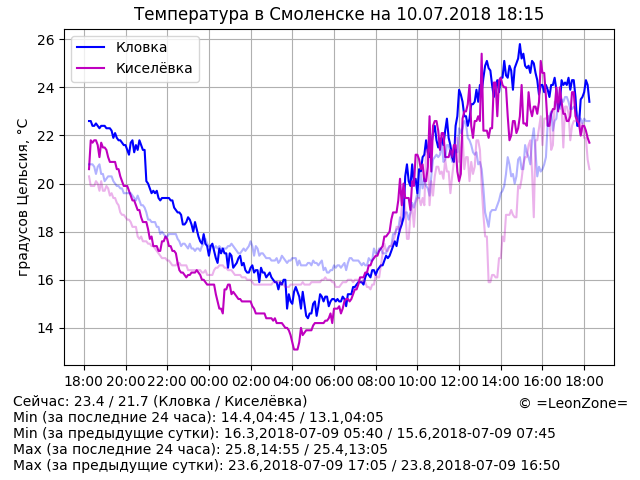 Температура в Смоленске на 10.07.2018 18:15
Кловка
Киселёвка
градусов Цельсия, °C
26
24
22
20
18
16
14
18:00 20:00 22:00 00:00 02:00 04:00 06:00 08:00 10:00 12:00 14:00 16:00 18:00
Сейчас: 23.4 / 21.7 (Кловка / Киселёвка)
© =LeonZone=
Min (за последние 24 часа): 14.4,04:45 / 13.1,04:05
Min (за предыдущие сутки): 16.3,2018-07-09 05:40 / 15.6,2018-07-09 07:45
Max (за последние 24 часа): 25.8,14:55 / 25.4,13:05
Max (за предыдущие сутки): 23.6,2018-07-09 17:05 / 23.8,2018-07-09 16:50